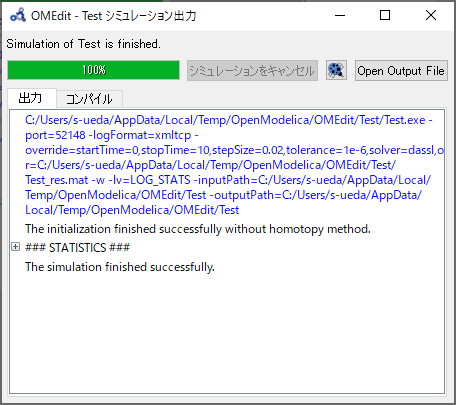 OMEdit - Test シミュレーション出力
Simulation of Test is finished.
100%
シミュレーションをキャンセル
Open Output File
出力
コンパイル
C:/Users/s-ueda/AppData/Local/Temp/OpenModelica/OMEdit/Test/Test.exe -
port=52148 -logFormat=xmltcp -
override=startTime=0,stopTime=10,stepSize=0.02,tolerance=1e-6,solver=dassl,o
r=C:/Users/s-ueda/AppData/Local/Temp/OpenModelica/OMEdit/Test/
Test_res.mat -w -lv=LOG_STATS -inputPath=C:/Users/s-ueda/AppData/Local/
Temp/OpenModelica/OMEdit/Test -outputPath=C:/Users/s-ueda/AppData/
Local/Temp/OpenModelica/OMEdit/Test
The initialization finished successfully without homotopy method.
### STATISTICS ###
The simulation finished successfully.